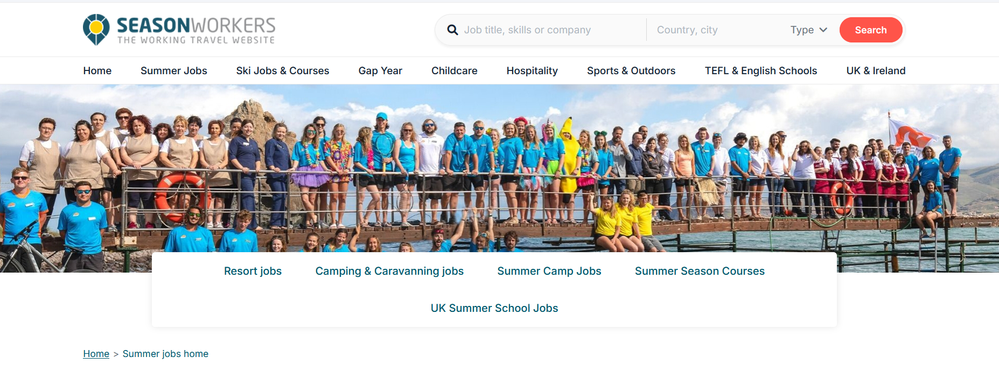 SEASONWORKERS
THE WORKING TRAVEL WEBSITE
Job title, skills or company
Country, city
Type
Search
Home
Summer Jobs
Ski Jobs & Courses
Gap Year
Childcare
Hospitality
Sports & Outdoors
TEFL & English Schools
UK & Ireland
Resort jobs
Camping & Caravanning jobs
Summer Camp Jobs
Summer Season Courses
UK Summer School Jobs
Home > Summer jobs home